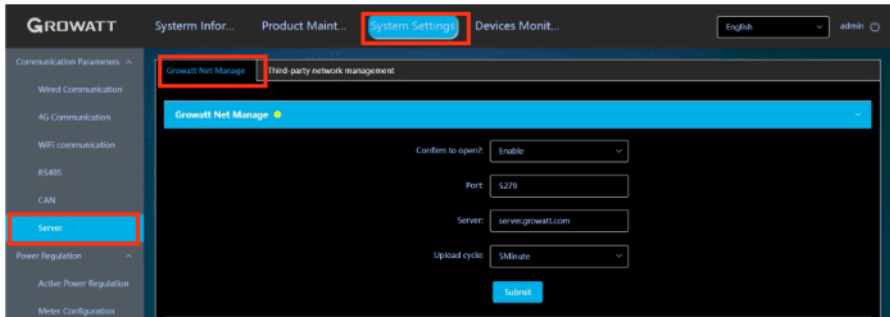 GROWATT
Systerm Infor...
Product Maint...
System Settings
Devices Monit...
English
admin
Communication Parameters
Growatt Net Manage
Third-party network management
Wired Communication
Growatt Net Manage
4G Communication
WiFi communication
Confirm to open?:
Enable
RS485
Port:
5279
CAN
Server:
server.growatt.com
Server
Power Regulation
Upload cycle:
5Minute
Active Power Regulation
Submit
Meter Configuration